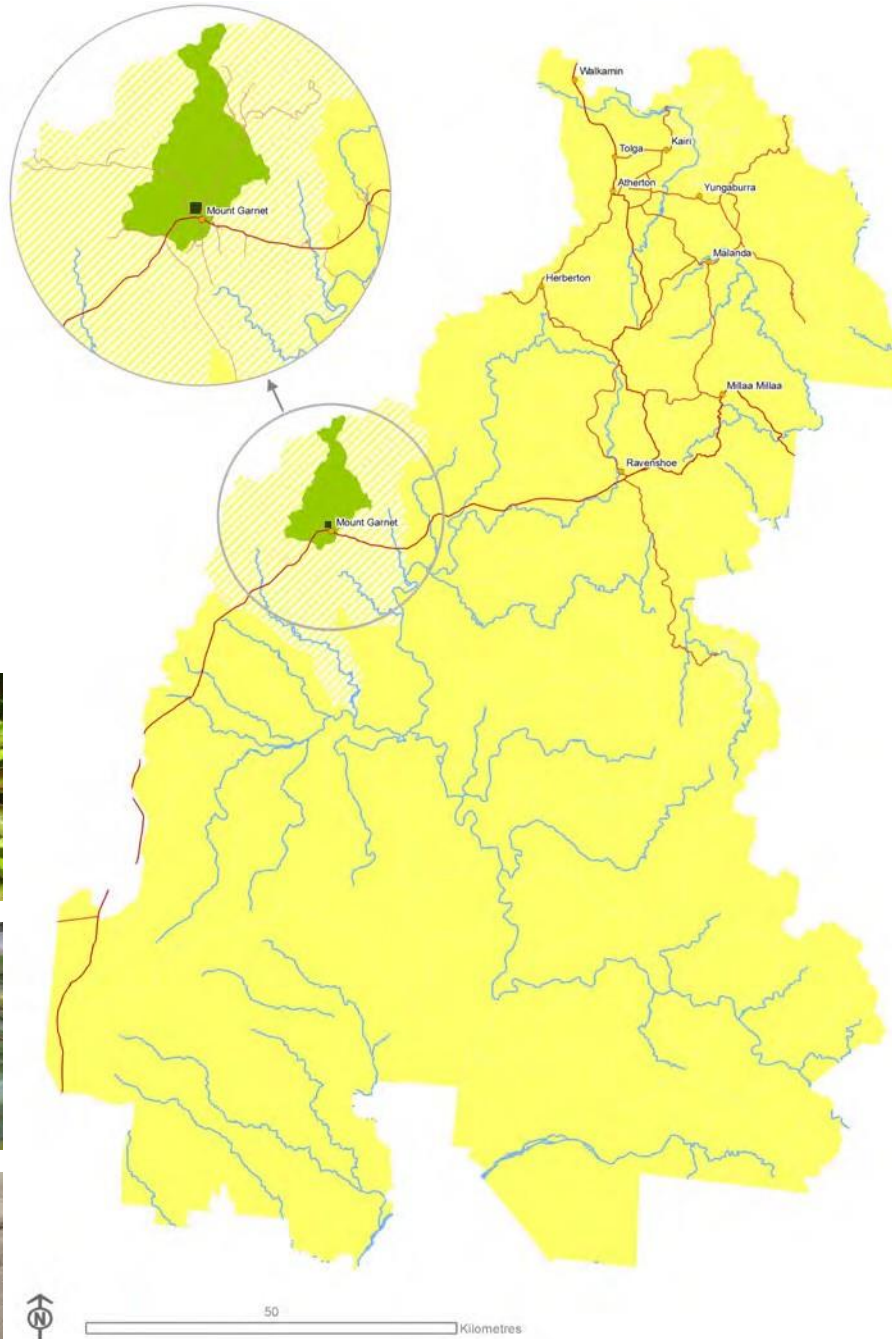 Mount Garnet
Walkamin
Tolga
Kairi
Atherton
Yungaburra
Malanda
Herberton
Millaa Millaa
Ravenshoe
Mount Garnet
N
50
Kilometres